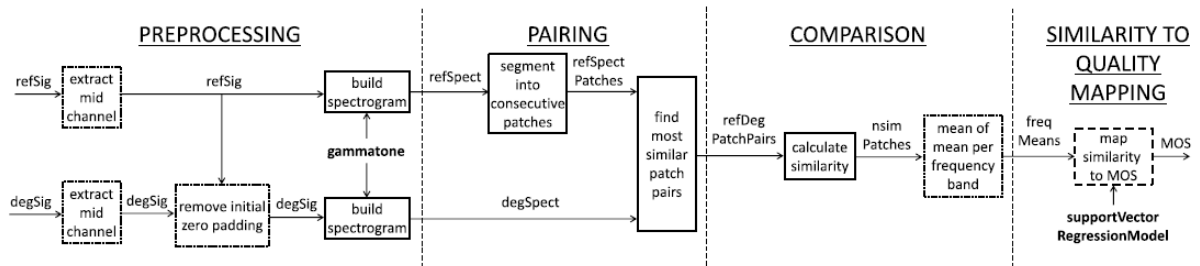 PREPROCESSING
PAIRING
COMPARISON
SIMILARITY TO
QUALITY
MAPPING
refSig
extract
mid
channel
refSig
build
spectrogram
refSpect
segment
into
consecutive
patches
refSpect
Patches
find
most
similar
patch
pairs
refDeg
PatchPairs
calculate
similarity
nsim
Patches
mean of
mean per
frequency
band
freq
Means
map
similarity
to MOS
MOS
gammatone
degSig
extract
mid
channel
degSig
remove initial
zero padding
degSig
build
spectrogram
degSpect
supportVector
RegressionModel